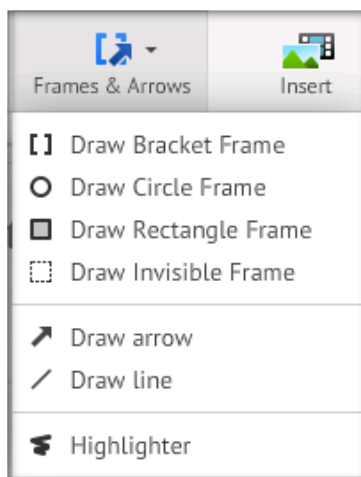 Frames & Arrows
Insert
Draw Bracket Frame
Draw Circle Frame
Draw Rectangle Frame
Draw Invisible Frame
Draw arrow
Draw line
Highlighter